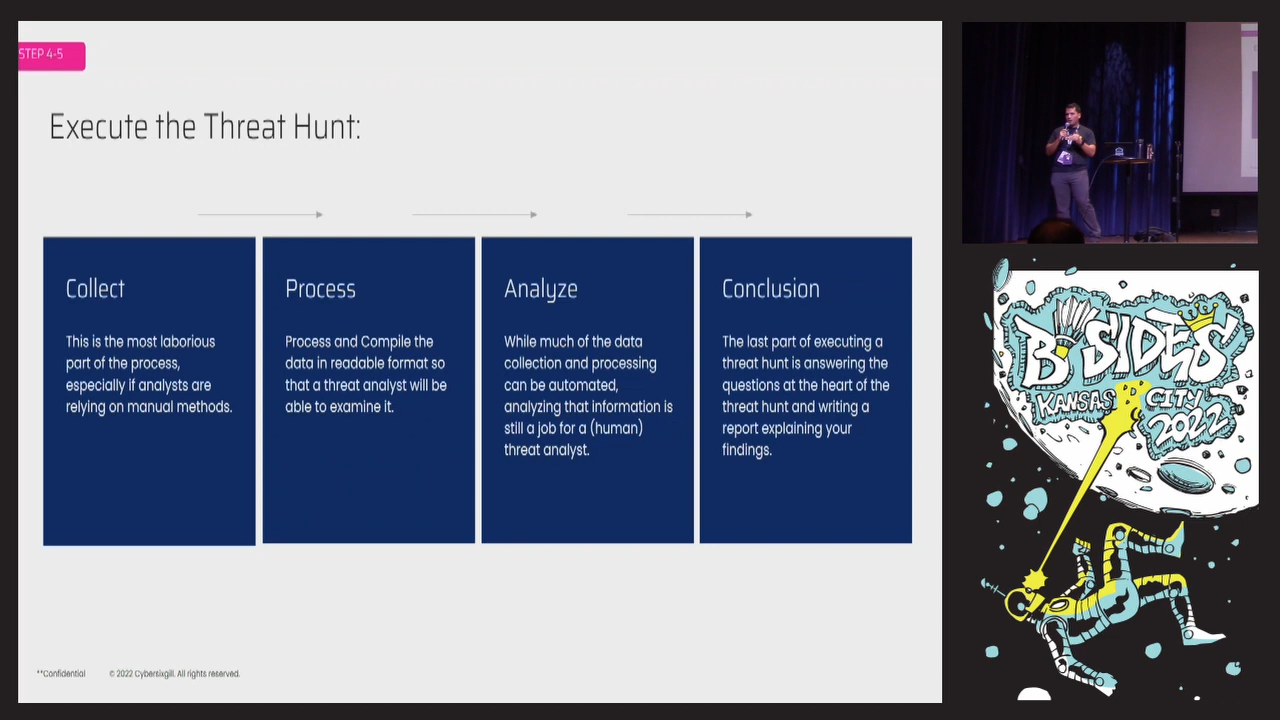 STEP 4-5
Execute the Threat Hunt:
Collect
This is the most laborious
part of the process,
especially if analysts are
relying on manual methods.
Process
Process and Compile the
data in readable format so
that a threat analyst will be
able to examine it.
Analyze
While much of the data
collection and processing
can be automated,
analyzing that information is
still a job for a (human)
threat analyst.
Conclusion
The last part of executing a
threat hunt is answering the
questions at the heart of the
threat hunt and writing a
report explaining your
findings.
**Confidential © 2022 Cybersixgill. All rights reserved.
BSIDES
KANSAS CITY
2022